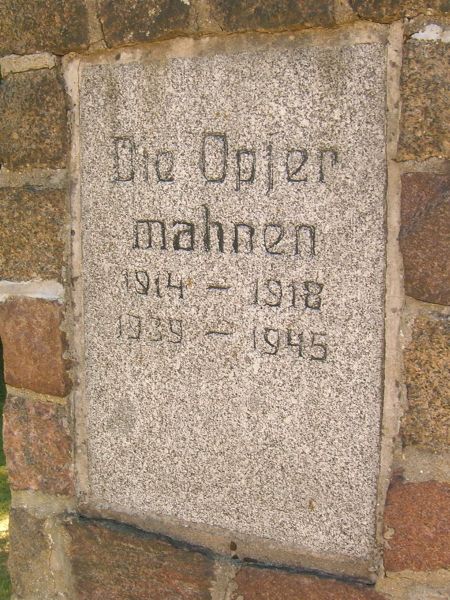 Die Opfer
mahnen
1914 – 1918
1939 – 1945